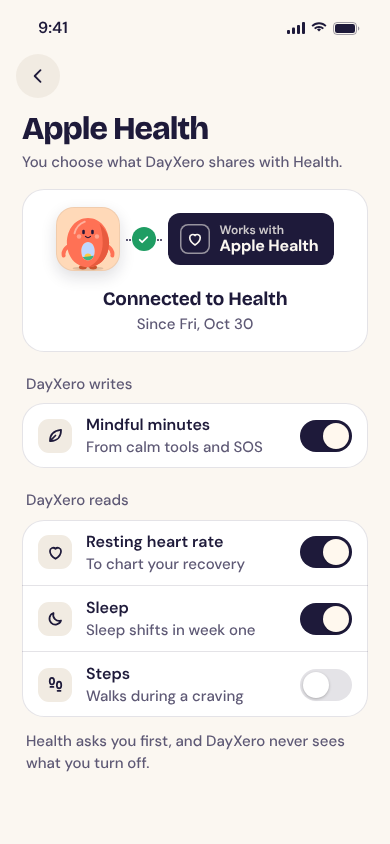 9:41
Apple Health
You choose what DayXero shares with Health.
Works with
Apple Health
Connected to Health
Since Fri, Oct 30
DayXero writes
Mindful minutes
From calm tools and SOS
DayXero reads
Resting heart rate
To chart your recovery
Sleep
Sleep shifts in week one
Steps
Walks during a craving
Health asks you first, and DayXero never sees
what you turn off.